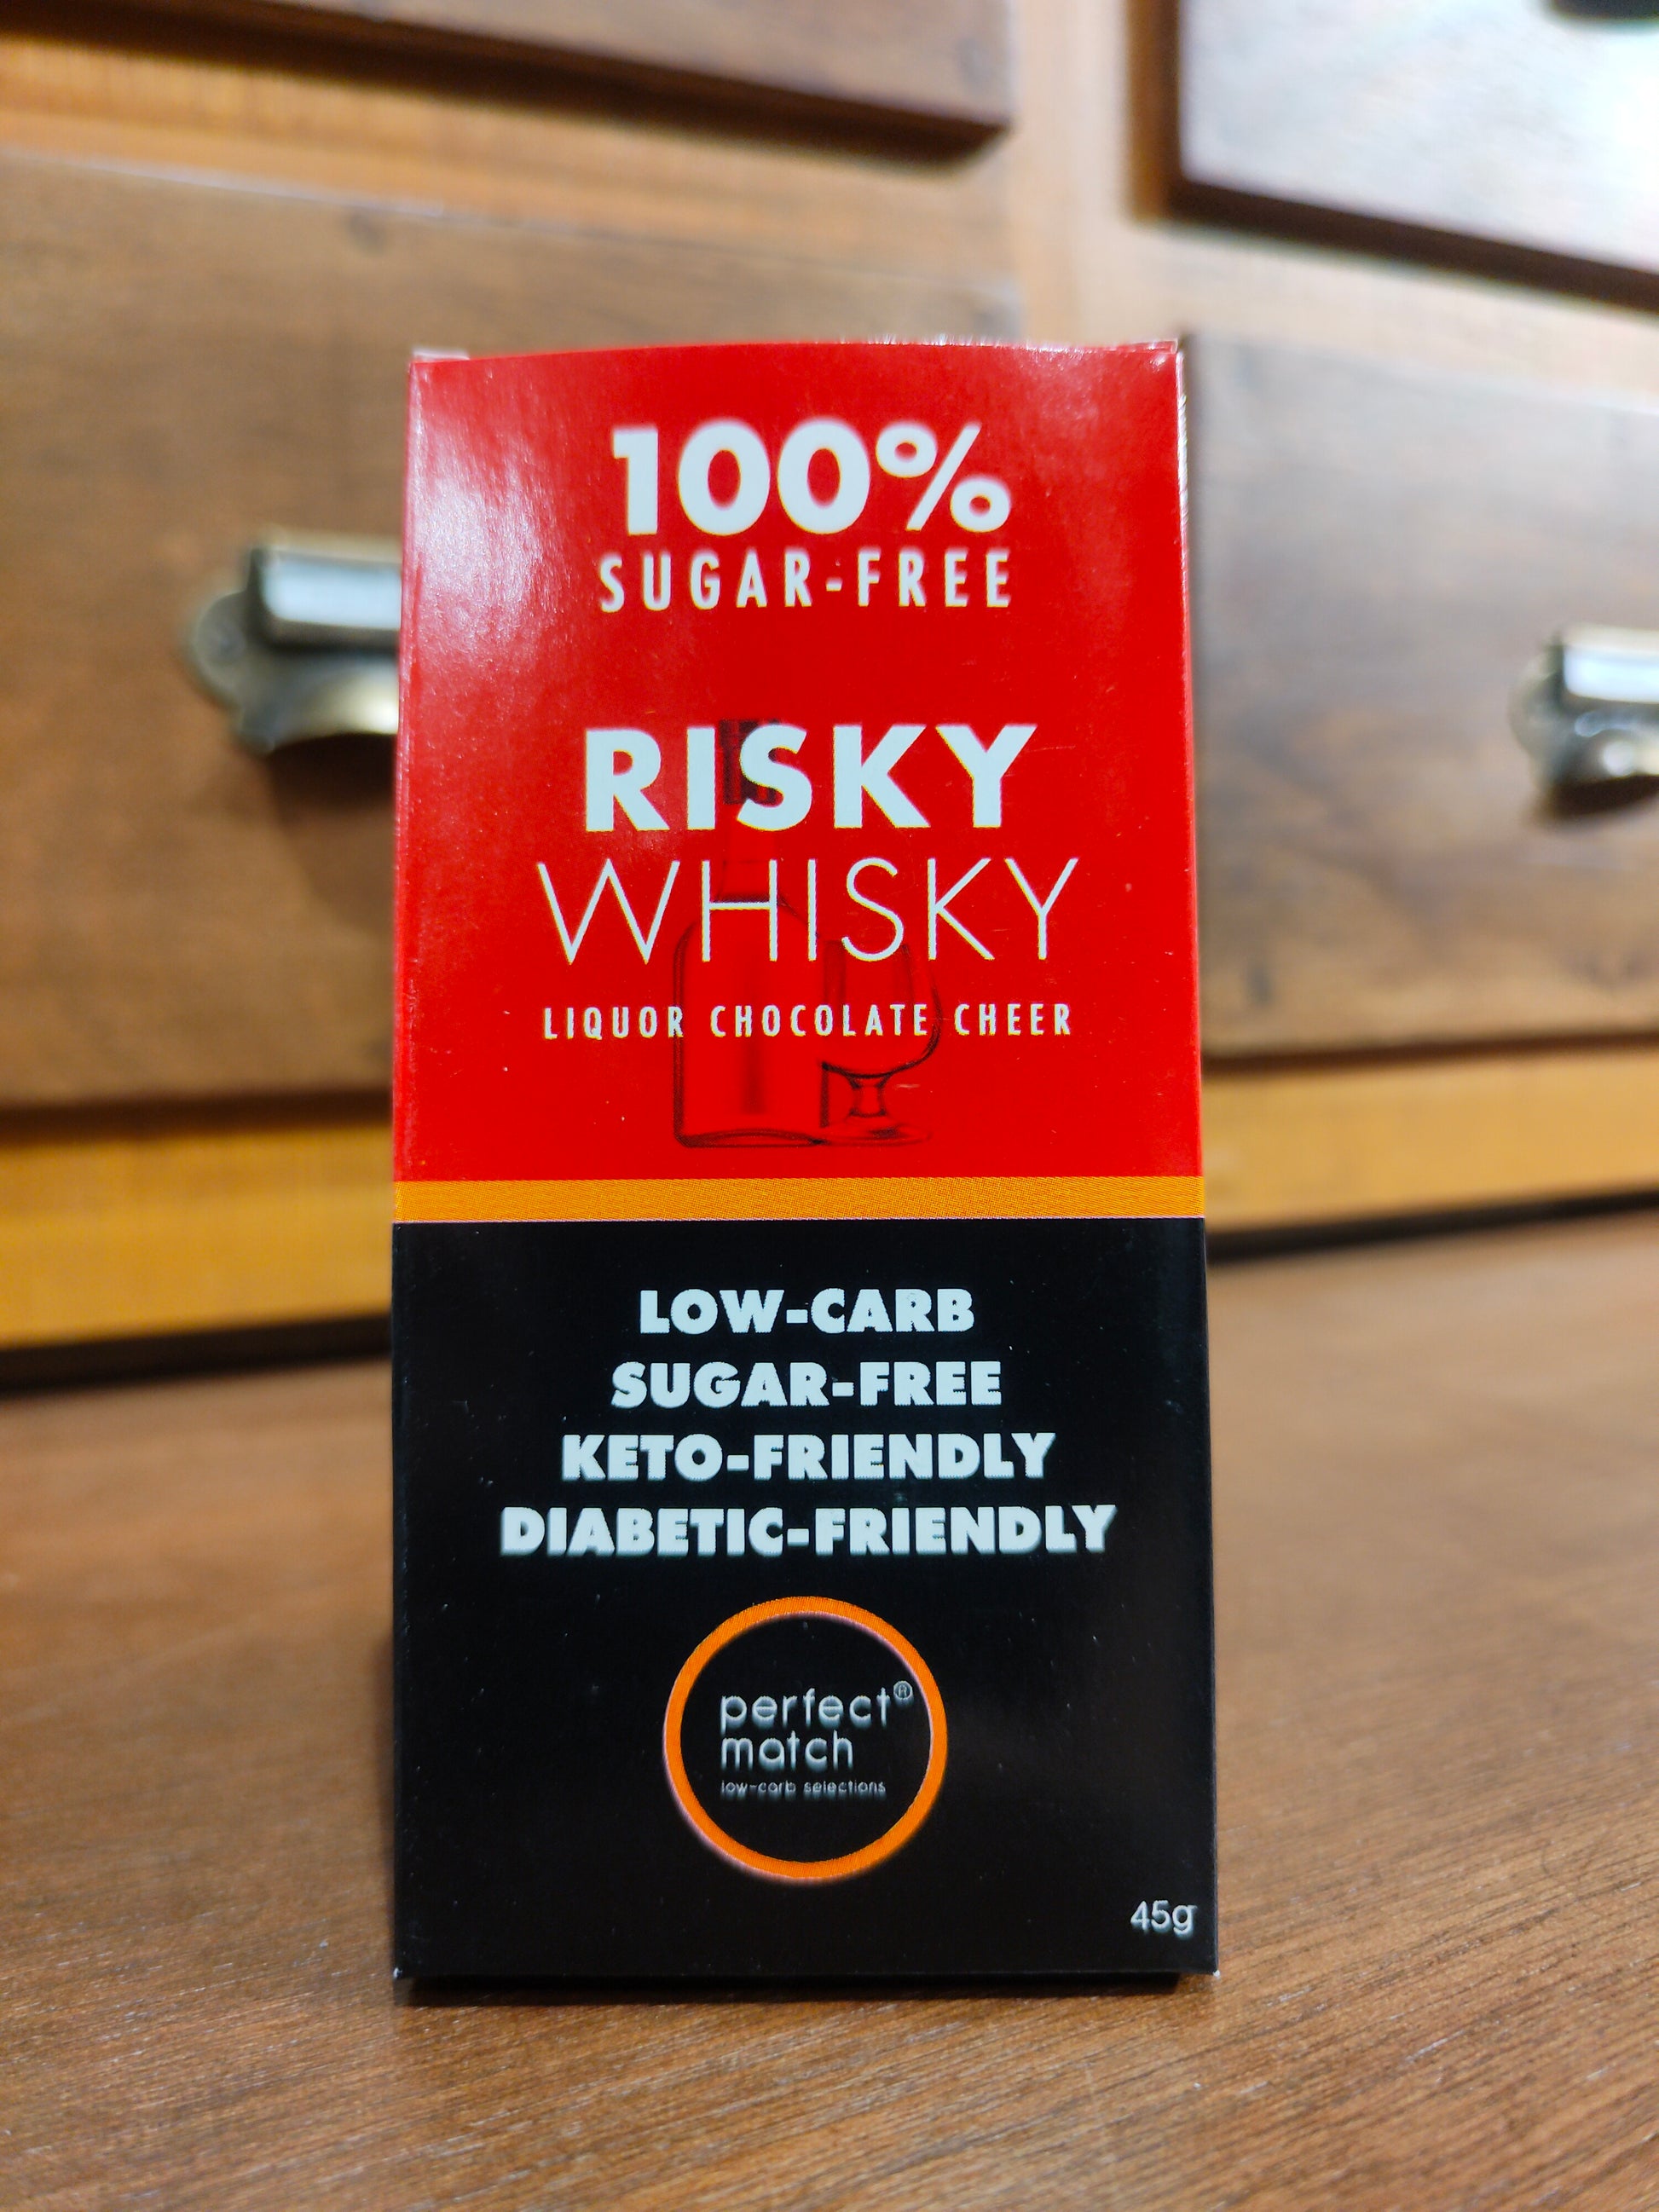 100%
SUGAR-FREE
RISKY
WHISKY
LIQUOR CHOCOLATE CHEER
LOW-CARB
SUGAR-FREE
KETO-FRIENDLY
DIABETIC-FRIENDLY
perfect®
match
low-carb selections
45g